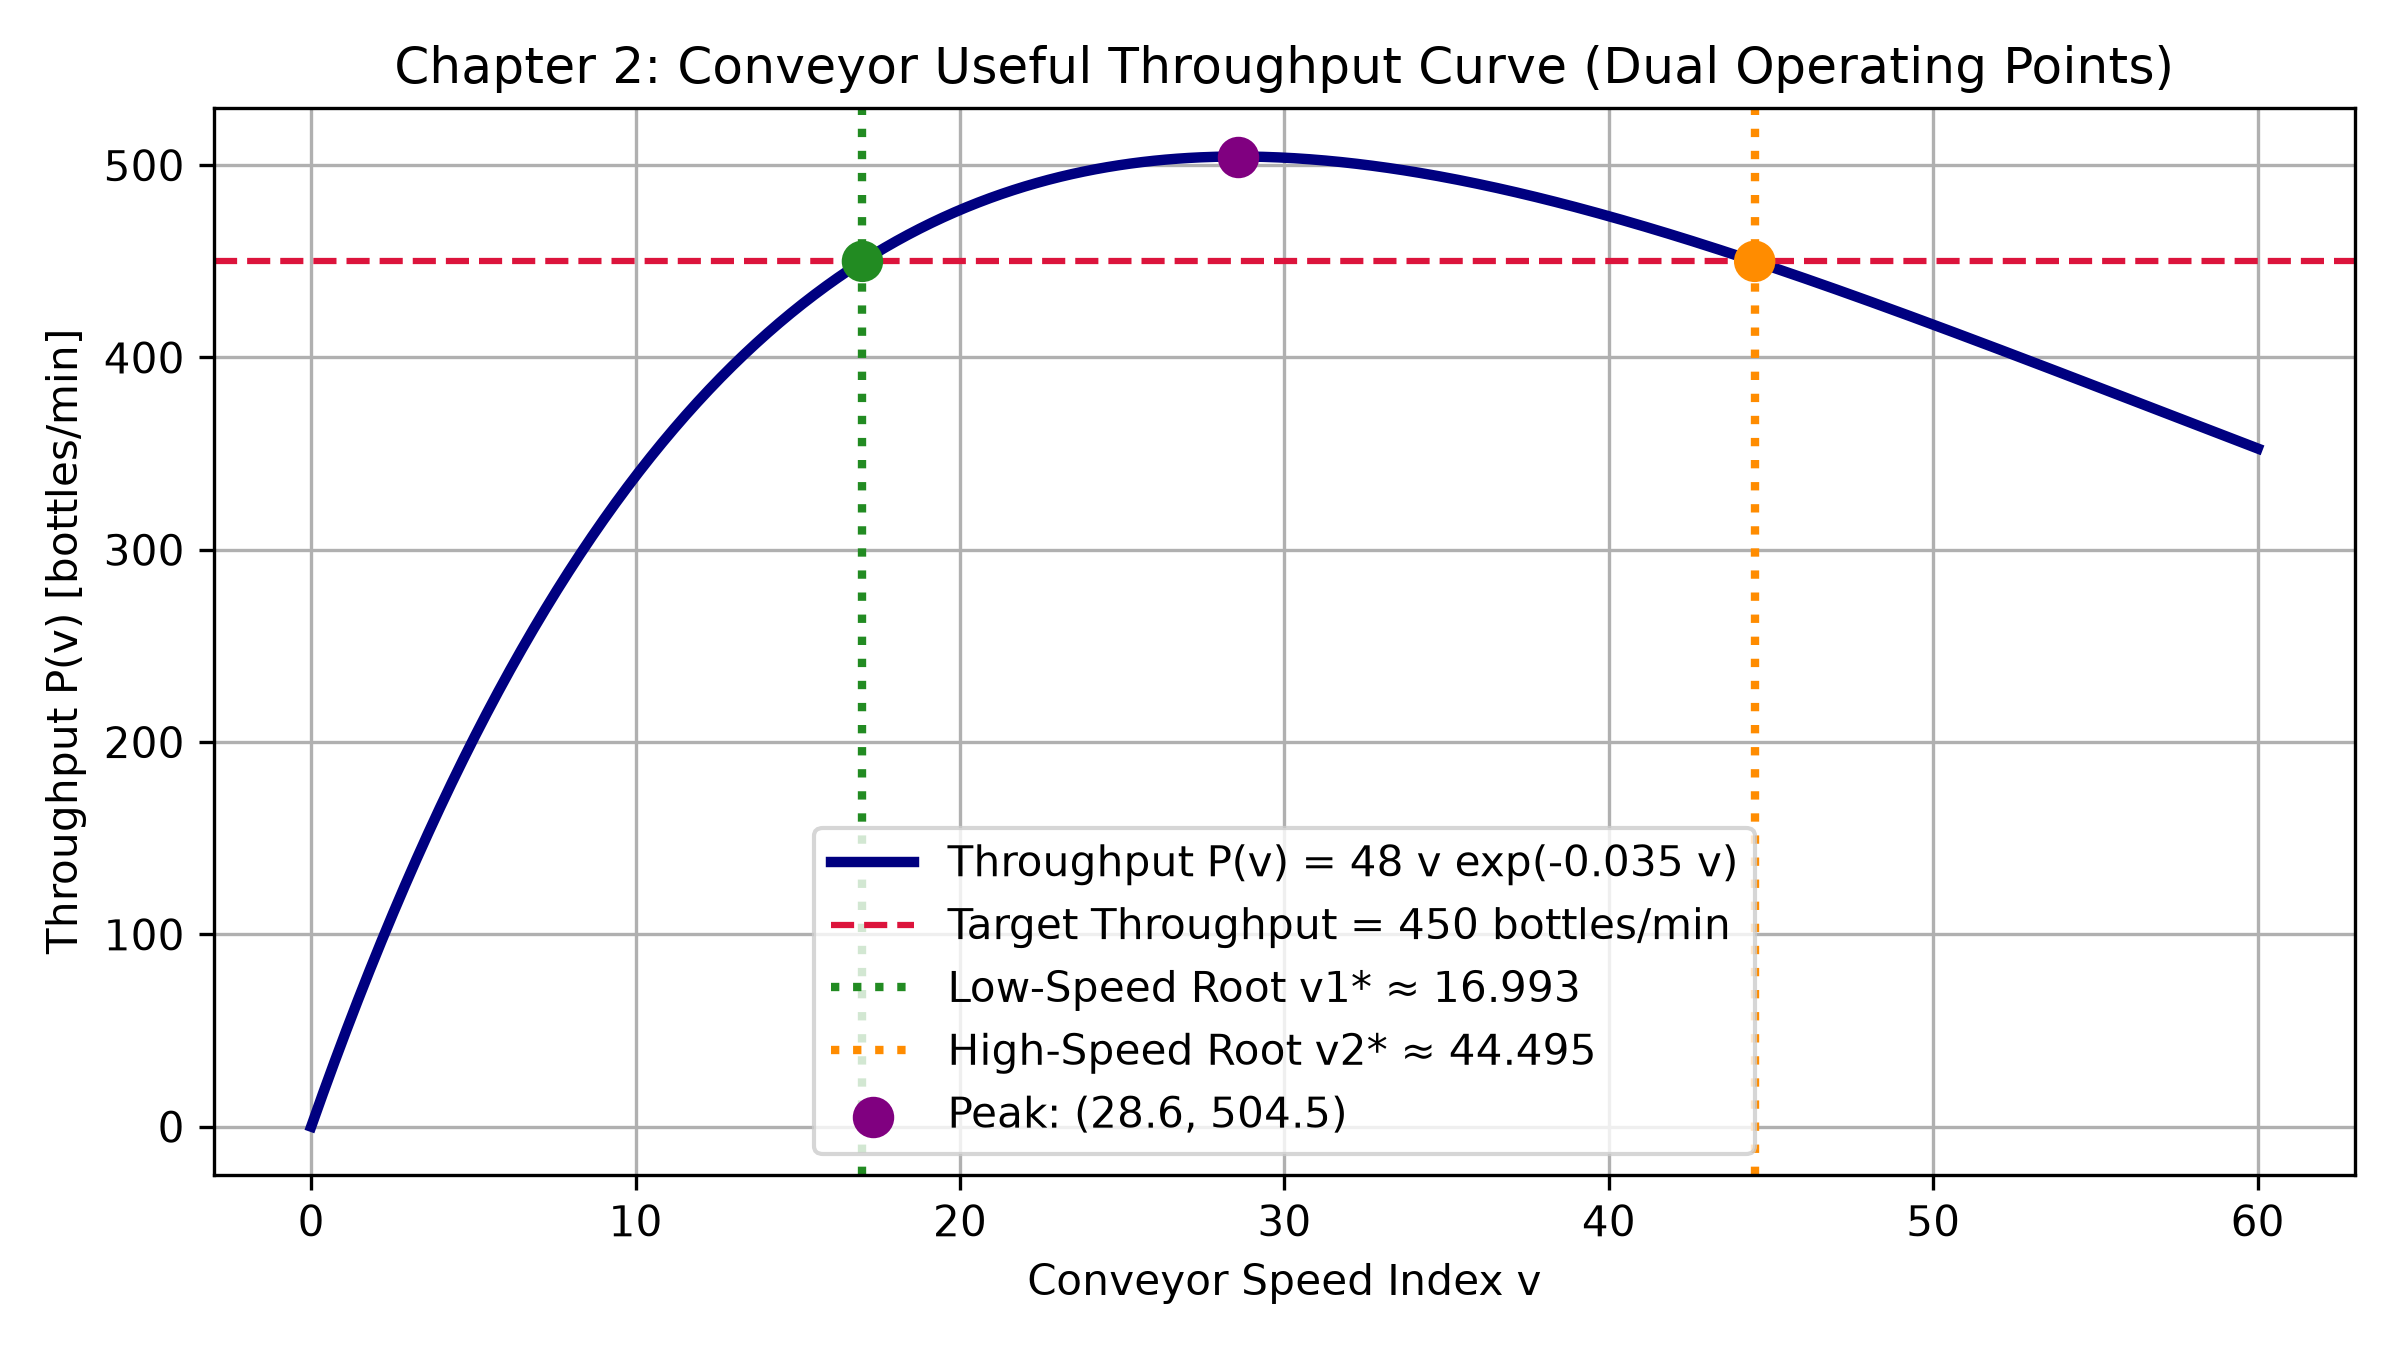 Chapter 2: Conveyor Useful Throughput Curve (Dual Operating Points)
Throughput P(v) [bottles/min]
500
400
300
200
100
0
Throughput P(v) = 48 v exp(-0.035 v)
Target Throughput = 450 bottles/min
Low-Speed Root v1* ≈ 16.993
High-Speed Root v2* ≈ 44.495
Peak: (28.6, 504.5)
0 10 20 30 40 50 60
Conveyor Speed Index v